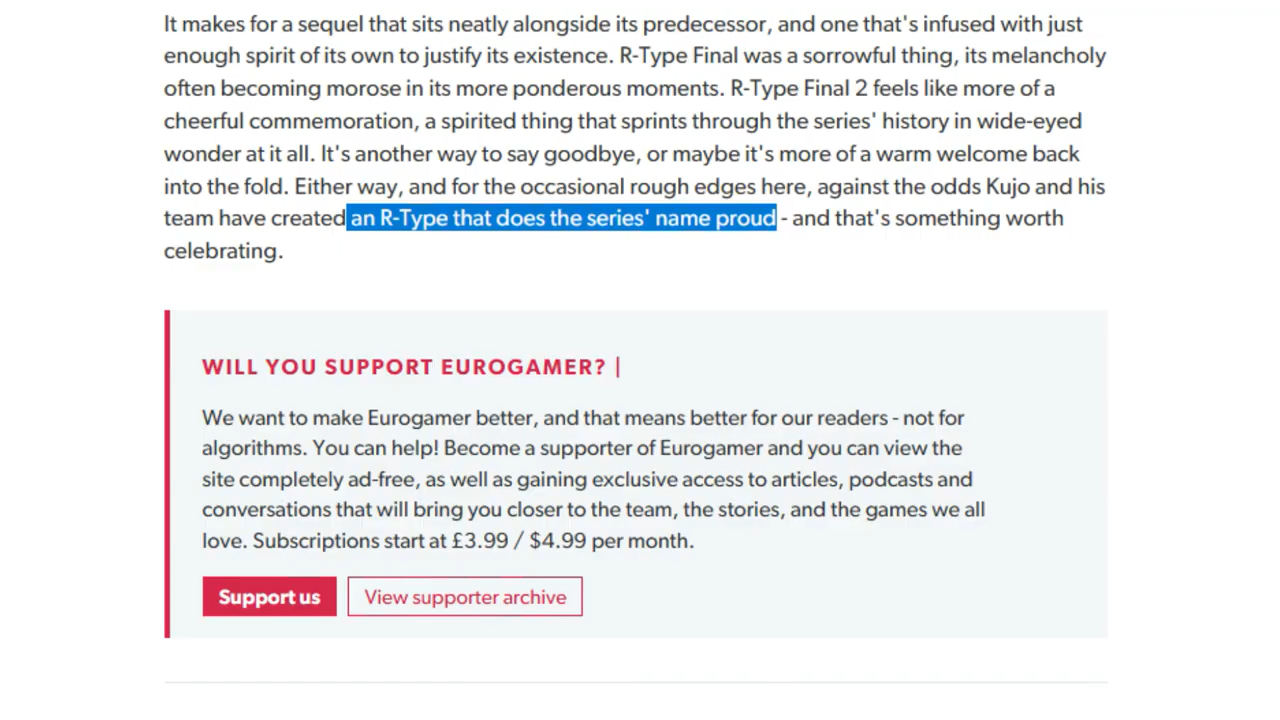 It makes for a sequel that sits neatly alongside its predecessor, and one that's infused with just
enough spirit of its own to justify its existence. R-Type Final was a sorrowful thing, its melancholy
often becoming morose in its more ponderous moments. R-Type Final 2 feels like more of a
cheerful commemoration, a spirited thing that sprints through the series' history in wide-eyed
wonder at it all. It's another way to say goodbye, or maybe it's more of a warm welcome back
into the fold. Either way, and for the occasional rough edges here, against the odds Kujo and his
team have created an R-Type that does the series' name proud - and that's something worth
celebrating.
WILL YOU SUPPORT EUROGAMER? |
We want to make Eurogamer better, and that means better for our readers - not for
algorithms. You can help! Become a supporter of Eurogamer and you can view the
site completely ad-free, as well as gaining exclusive access to articles, podcasts and
conversations that will bring you closer to the team, the stories, and the games we all
love. Subscriptions start at £3.99 / $4.99 per month.
Support us View supporter archive